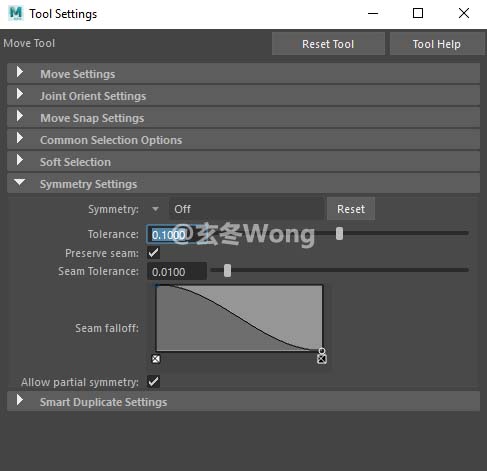 Tool Settings
Move Tool
Reset Tool
Tool Help
Move Settings
Joint Orient Settings
Move Snap Settings
Common Selection Options
Soft Selection
Symmetry Settings
Symmetry: Off Reset
Tolerance: 0.1000
@玄冬Wong
Preserve seam:
Seam Tolerance: 0.0100
Seam falloff:
Allow partial symmetry:
Smart Duplicate Settings